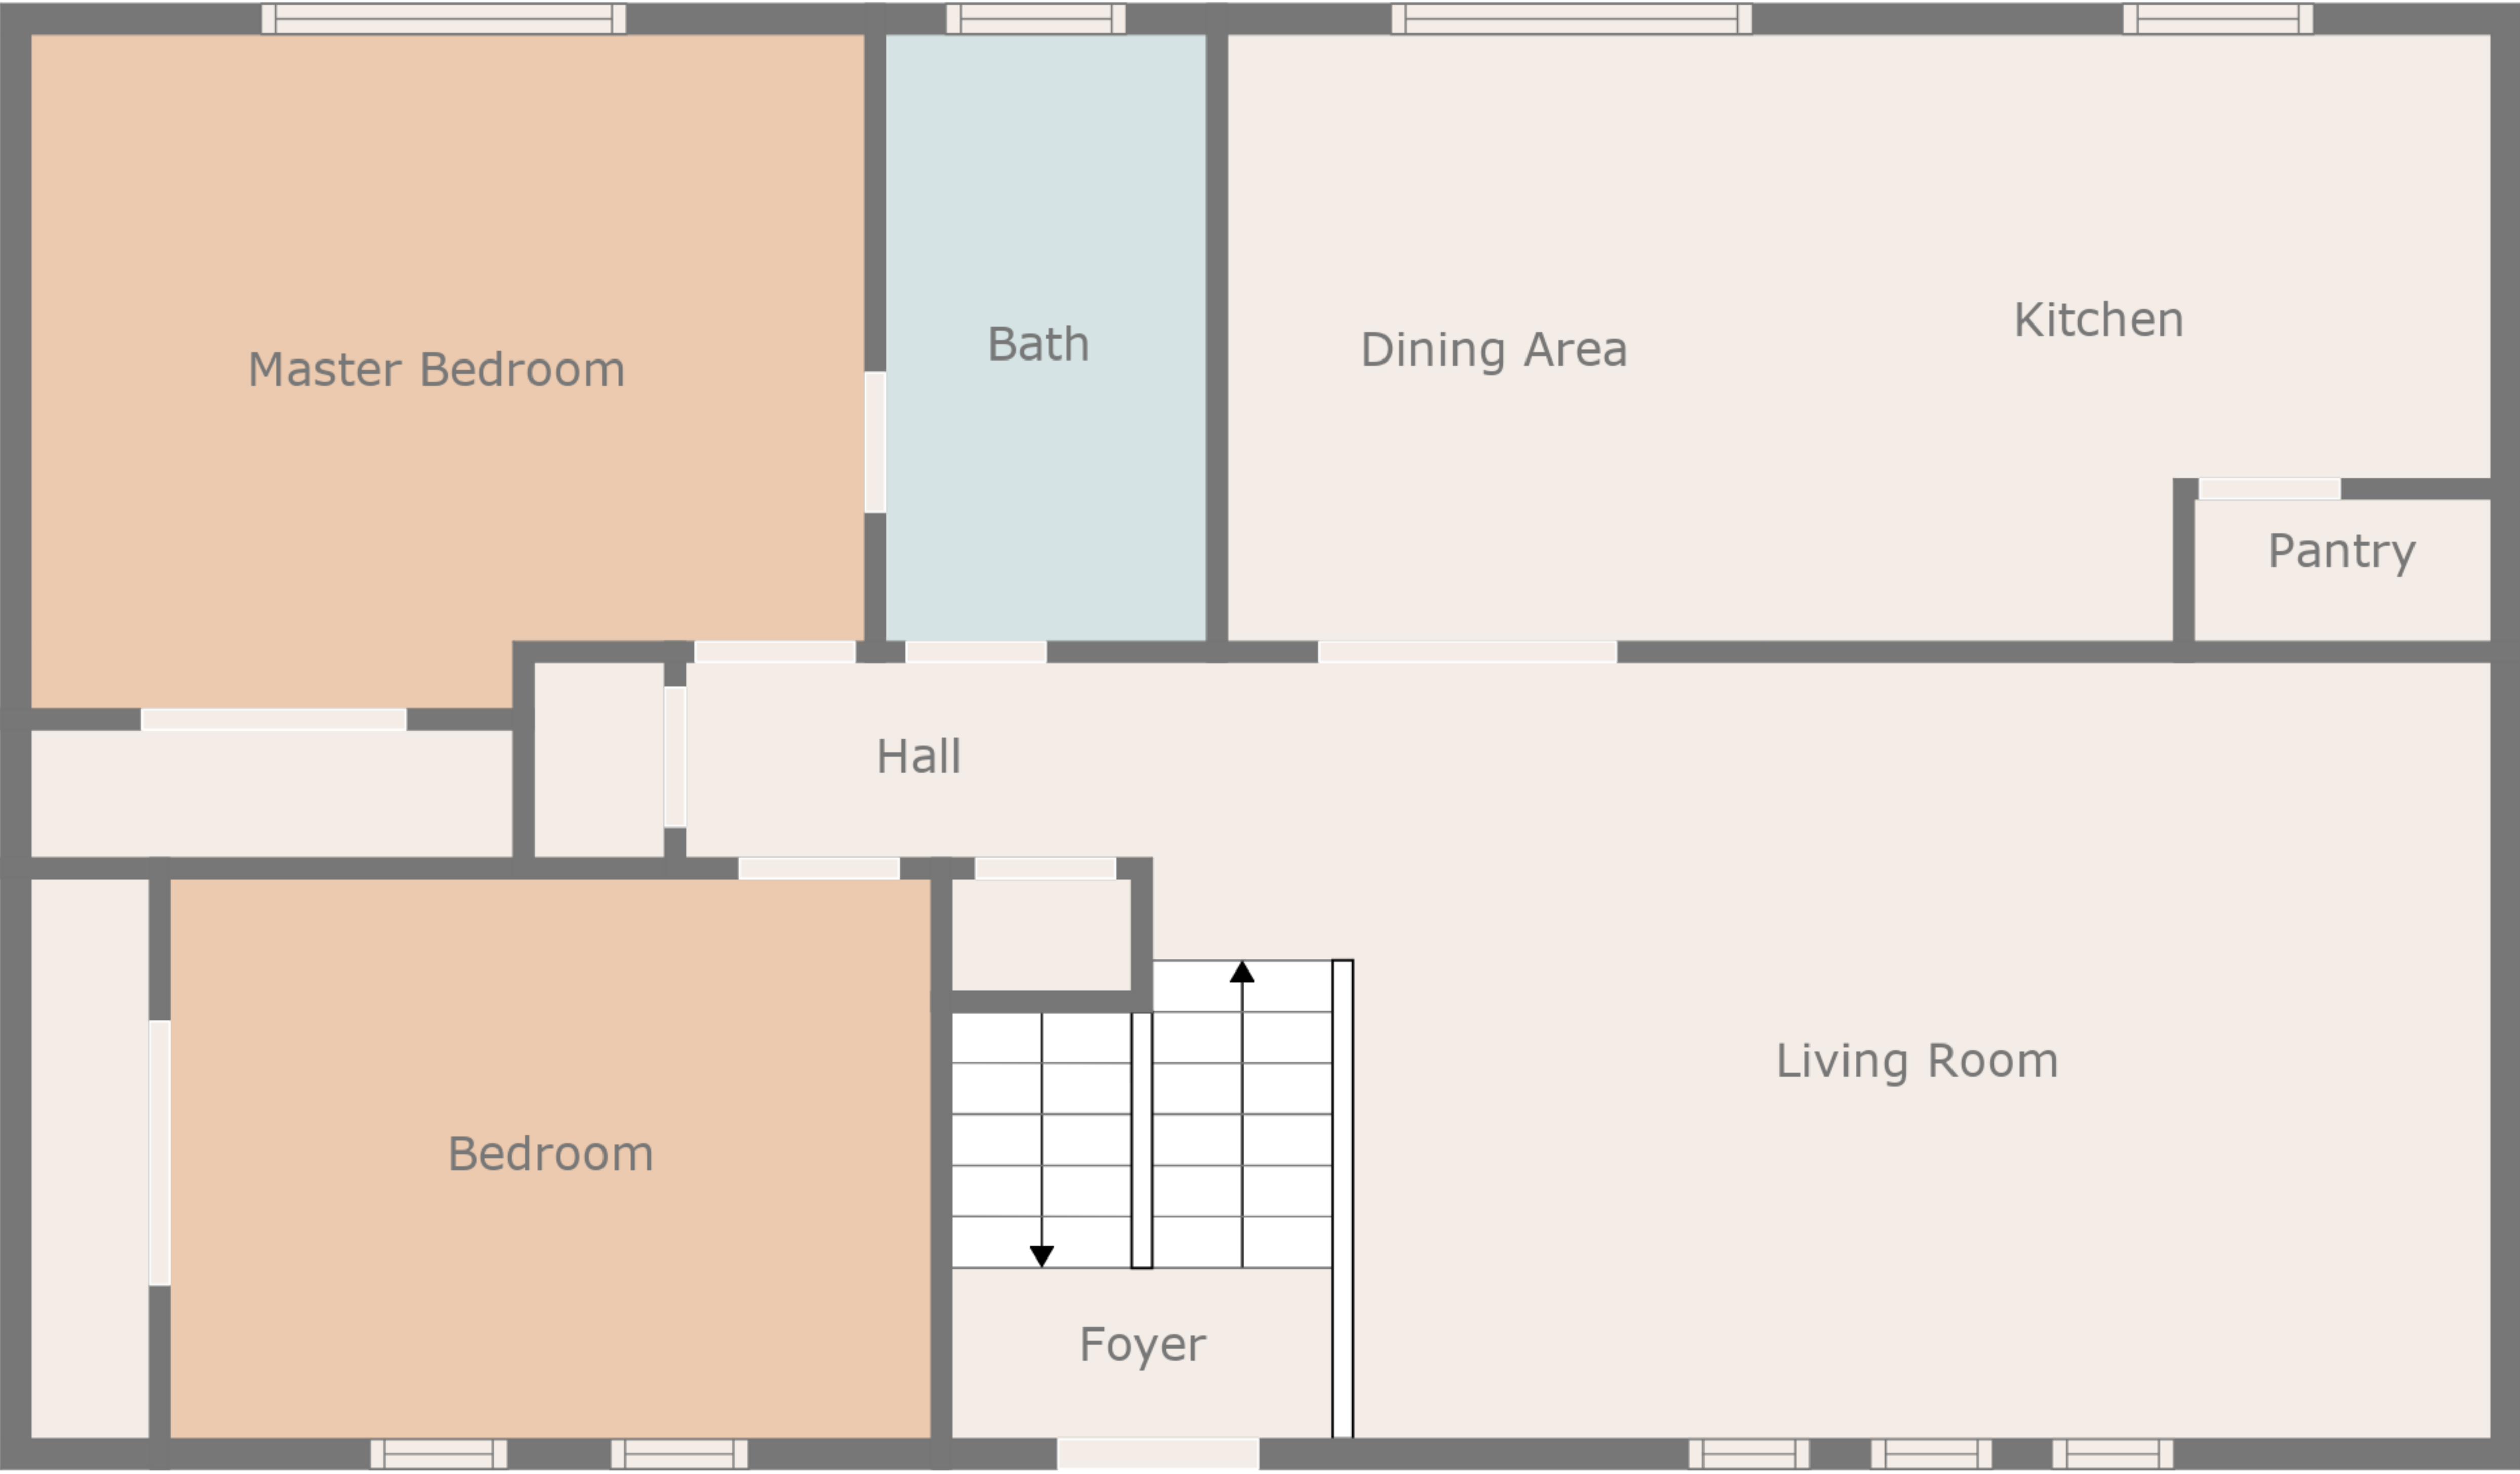 Master Bedroom
Bath
Dining Area
Kitchen
Pantry
Hall
Living Room
Bedroom
Foyer